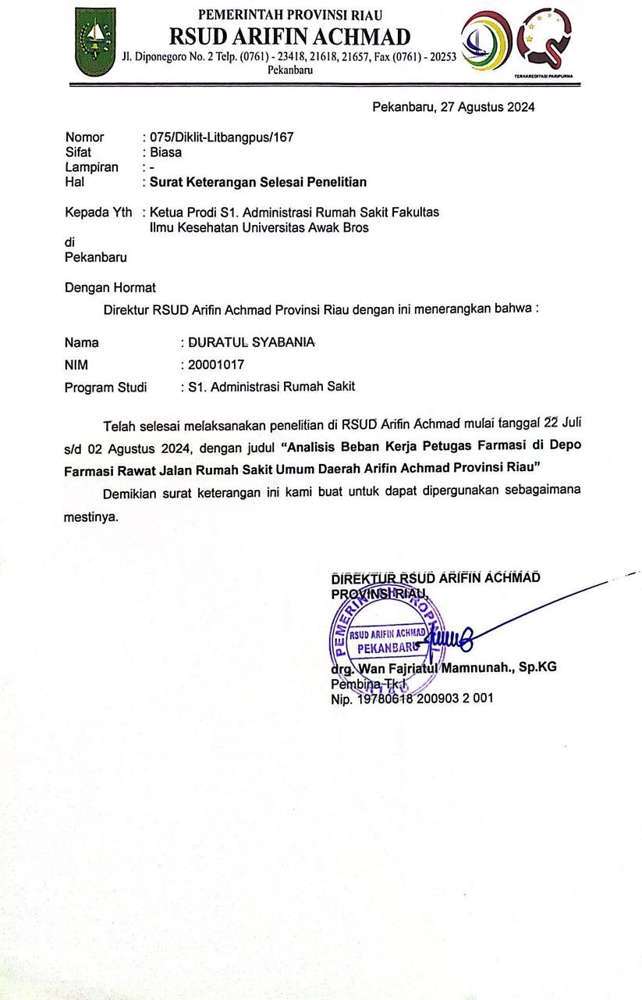 PEMERINTAH PROVINSI RIAU
RSUD ARIFIN ACHMAD
Jl. Diponegoro No. 2 Telp. (0761) - 23418, 21618, 21657, Fax (0761) - 20253
Pekanbaru
TERAKREDITASI PARIPURNA
Pekanbaru, 27 Agustus 2024
Nomor : 075/Diklit-Litbangpus/167
Sifat : Biasa
Lampiran : -
Hal : Surat Keterangan Selesai Penelitian
Kepada Yth : Ketua Prodi S1. Administrasi Rumah Sakit Fakultas
Ilmu Kesehatan Universitas Awak Bros
di
Pekanbaru
Dengan Hormat
Direktur RSUD Arifin Achmad Provinsi Riau dengan ini menerangkan bahwa :
Nama : DURATUL SYABANIA
NIM : 20001017
Program Studi : S1. Administrasi Rumah Sakit
Telah selesai melaksanakan penelitian di RSUD Arifin Achmad mulai tanggal 22 Juli
s/d 02 Agustus 2024, dengan judul “Analisis Beban Kerja Petugas Farmasi di Depo
Farmasi Rawat Jalan Rumah Sakit Umum Daerah Arifin Achmad Provinsi Riau”
Demikian surat keterangan ini kami buat untuk dapat dipergunakan sebagaimana
mestinya.
DIREKTUR RSUD ARIFIN ACHMAD
PROVINSI RIAU,
RSUD ARIFIN ACHMAD
PEKANBARU
RIAU
drg. Wan Fajriatul Mamnunah., Sp.KG
Pembina Tk.I
Nip. 19780618 200903 2 001